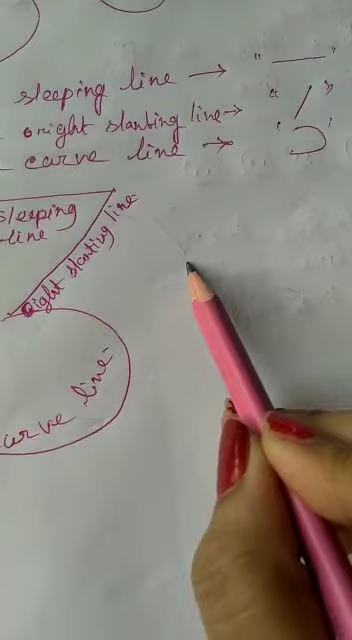 sleeping line → "—"
right slanting line → "/"
curve line → "⊃"
sleeping
line
Right slanting line
curve line